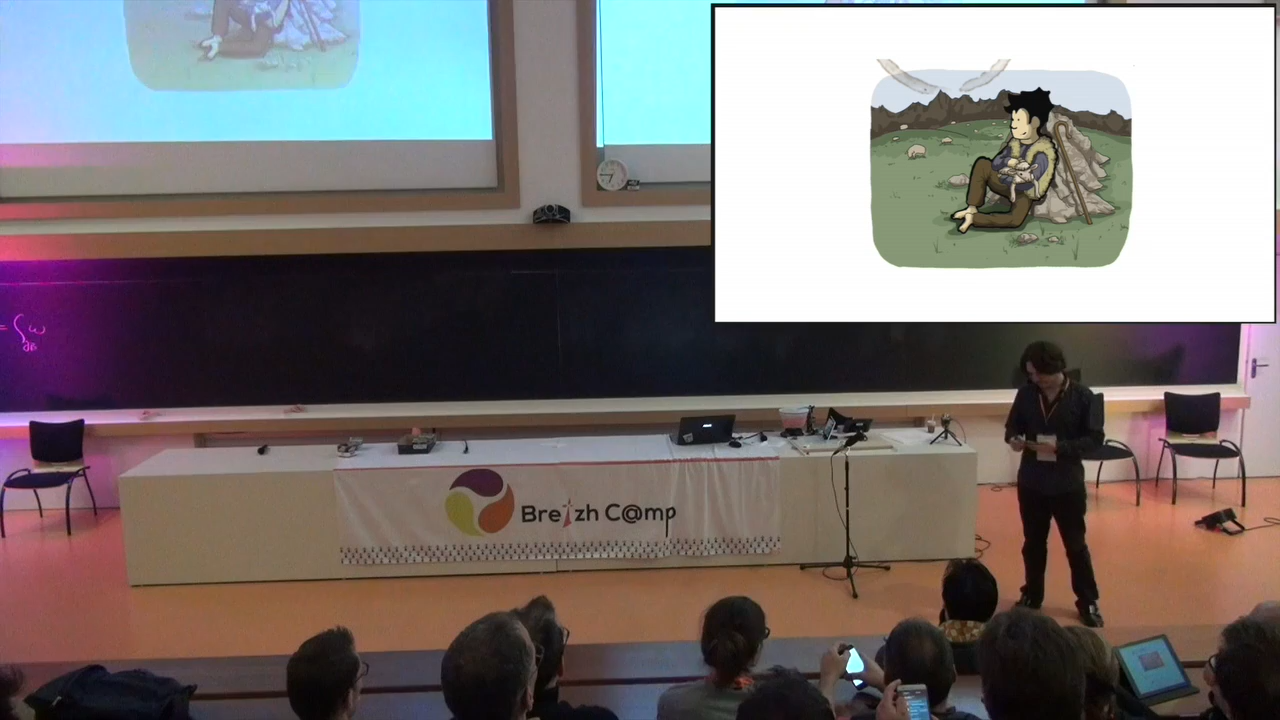 = ∫ ω
∂Ω
Breizh C@mp